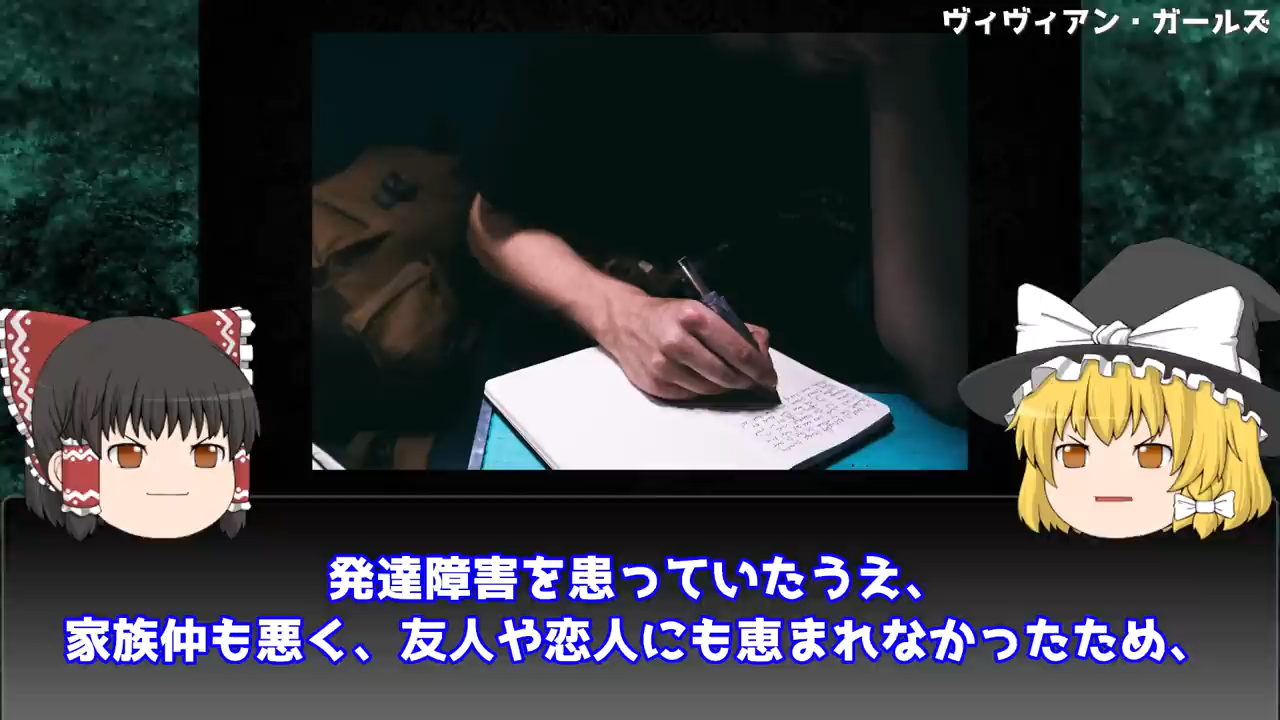 ヴィヴィアン・ガールズ
発達障害を患っていたうえ、
家族仲も悪く、友人や恋人にも恵まれなかったため、